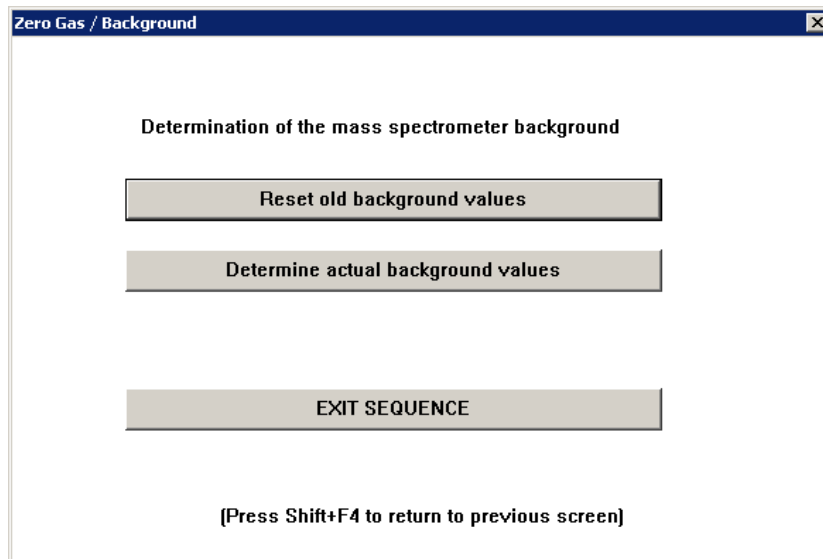 Zero Gas / Background
Determination of the mass spectrometer background
Reset old background values
Determine actual background values
EXIT SEQUENCE
(Press Shift+F4 to return to previous screen)